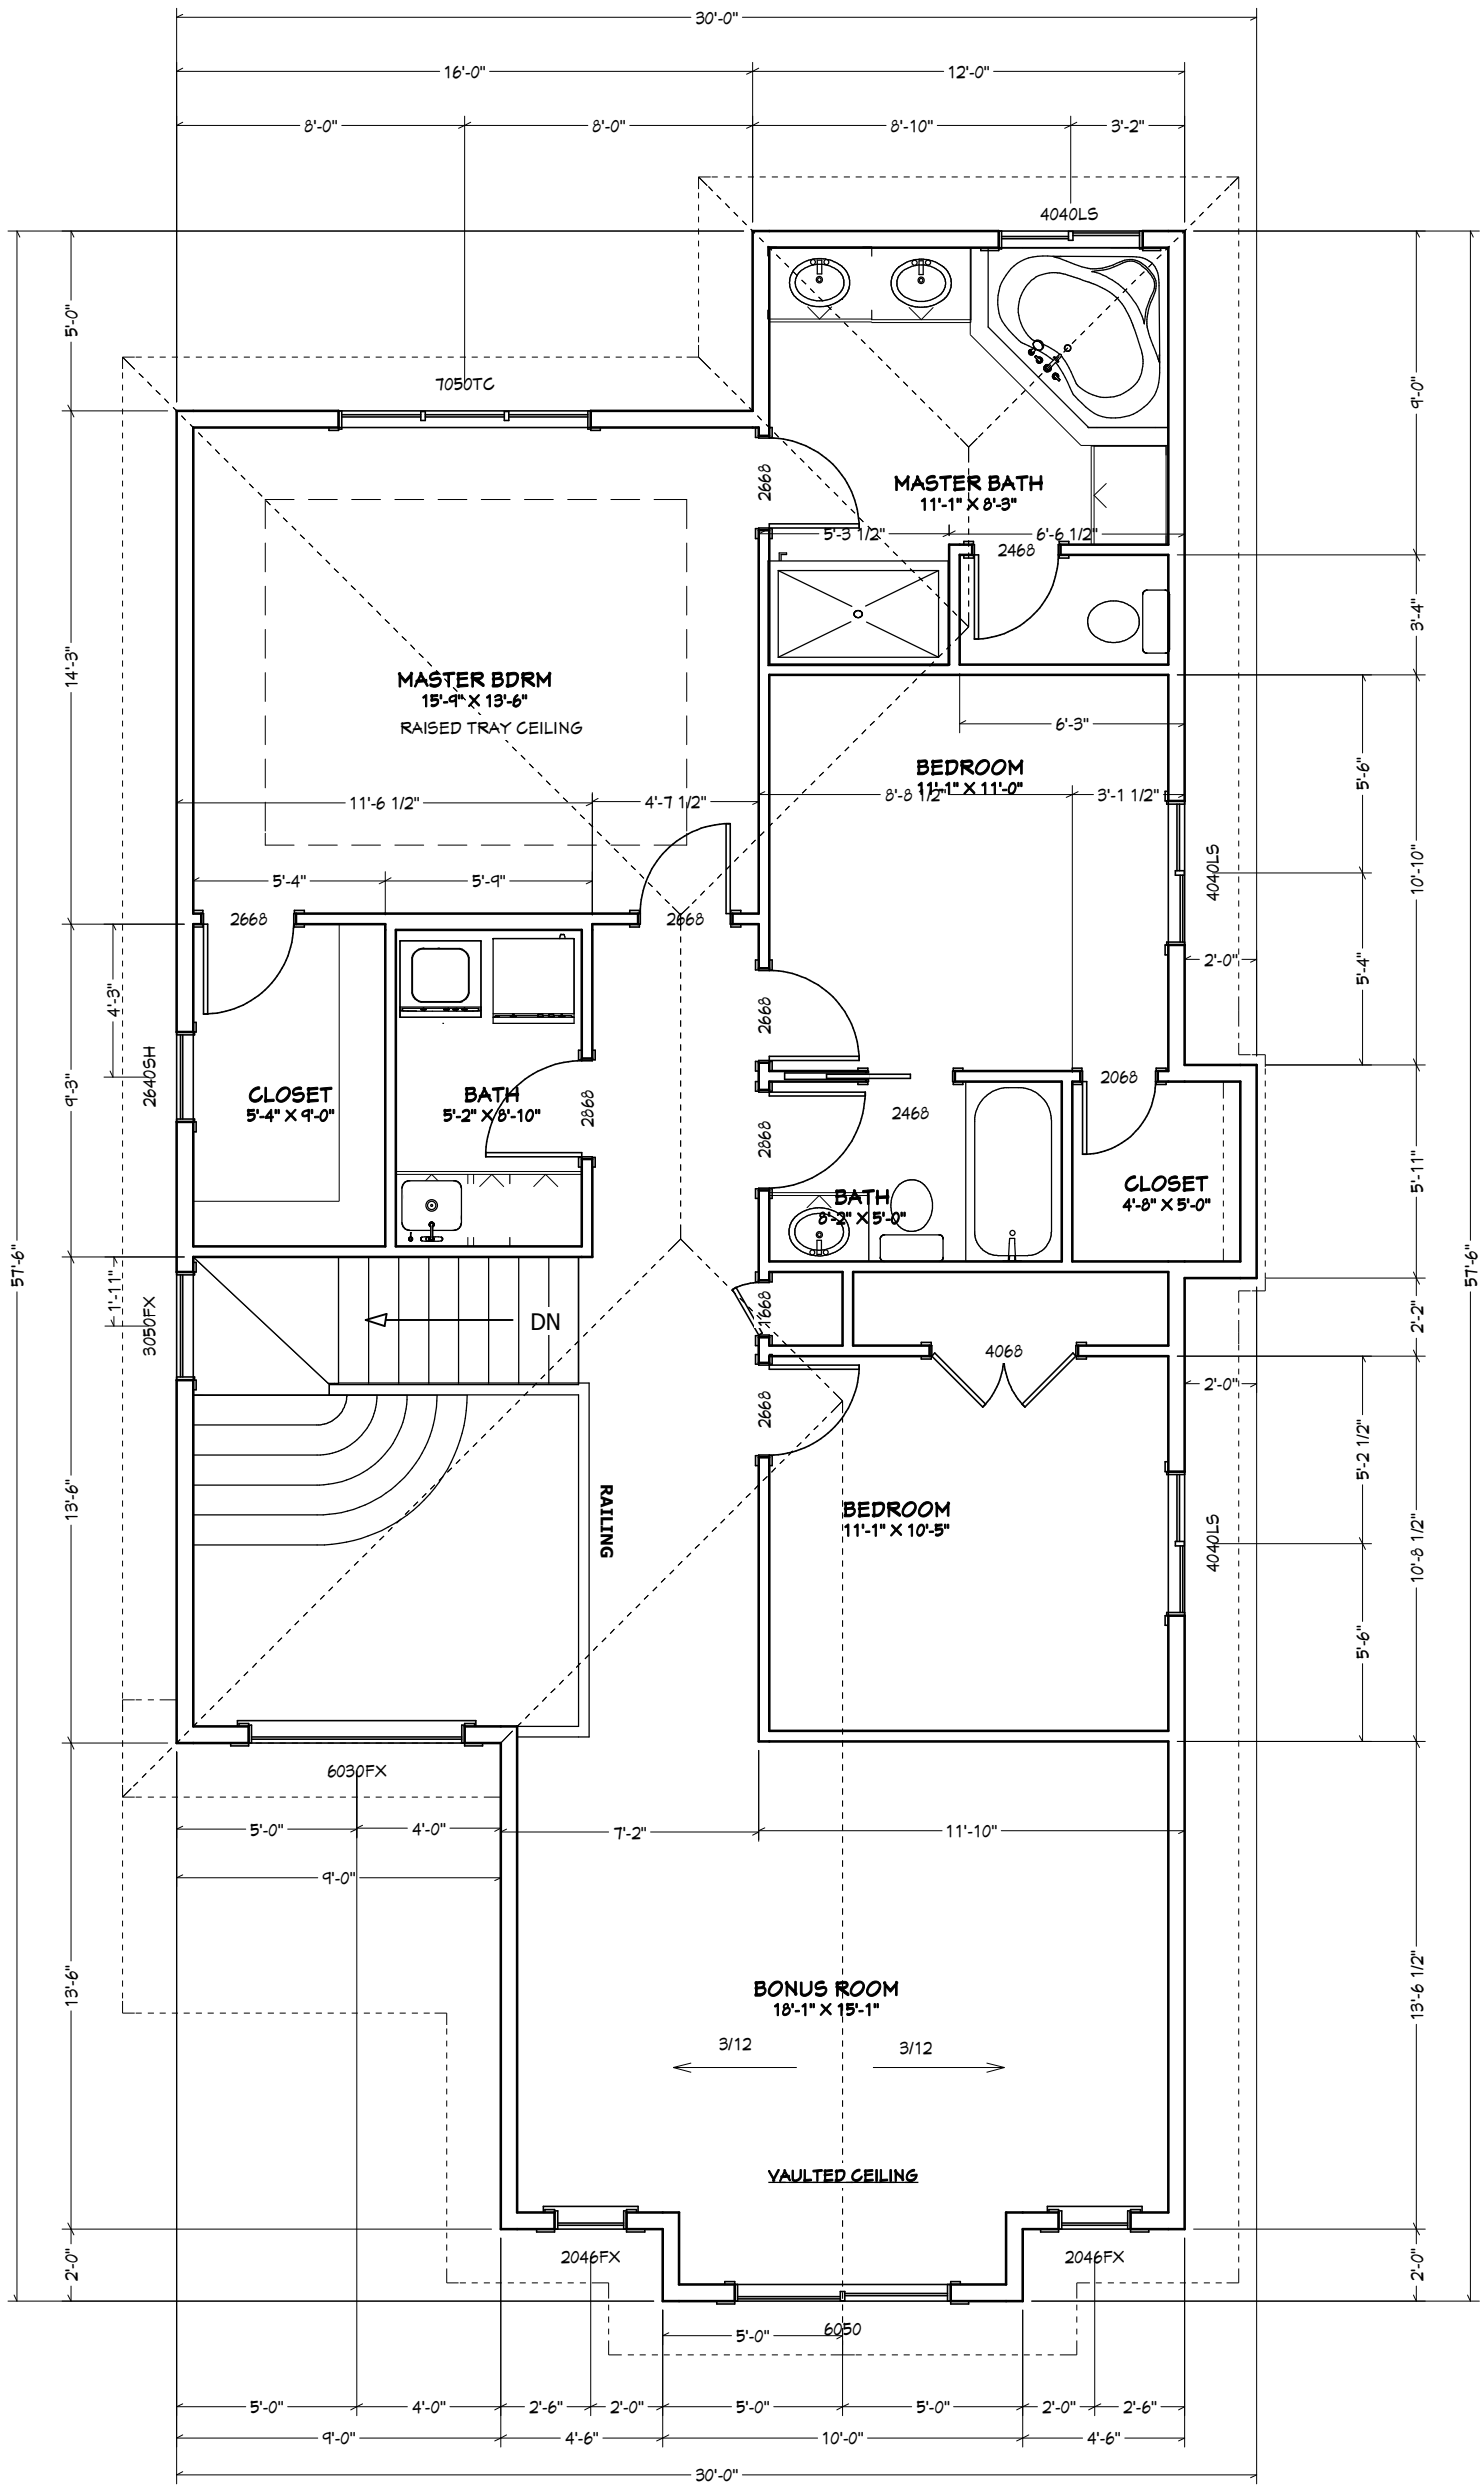 30'-0"
16'-0"
12'-0"
8'-0"
8'-0"
8'-10"
3'-2"
4040LS
7050TC
5'-0"
9'-0"
2668
MASTER BATH
11'-1" X 8'-3"
5'-3 1/2"
6'-6 1/2"
2468
3'-4"
14'-3"
MASTER BDRM
15'-9" X 13'-6"
RAISED TRAY CEILING
6'-3"
BEDROOM
11'-1" X 11'-0"
5'-6"
11'-6 1/2"
4'-7 1/2"
8'-8 1/2"
3'-1 1/2"
4040LS
10'-10"
5'-4"
5'-9"
2668
2668
2'-0"
5'-4"
4'-3"
2668
9'-3"
2640SH
CLOSET
5'-4" X 9'-0"
BATH
5'-2" X 8'-10"
2868
2868
2468
2068
5'-11"
CLOSET
4'-8" X 5'-0"
BATH
8'-2" X 5'-0"
57'-6"
57'-6"
1'-11"
3050FX
DN
1668
4068
2'-2"
2'-0"
2668
5'-2 1/2"
13'-6"
RAILING
BEDROOM
11'-1" X 10'-5"
4040LS
10'-8 1/2"
5'-6"
6030FX
5'-0"
4'-0"
7'-2"
11'-10"
9'-0"
13'-6"
BONUS ROOM
18'-1" X 15'-1"
13'-6 1/2"
3/12
3/12
VAULTED CEILING
2046FX
2046FX
2'-0"
2'-0"
5'-0"
6050
5'-0"
4'-0"
2'-6"
2'-0"
5'-0"
5'-0"
2'-0"
2'-6"
9'-0"
4'-6"
10'-0"
4'-6"
30'-0"